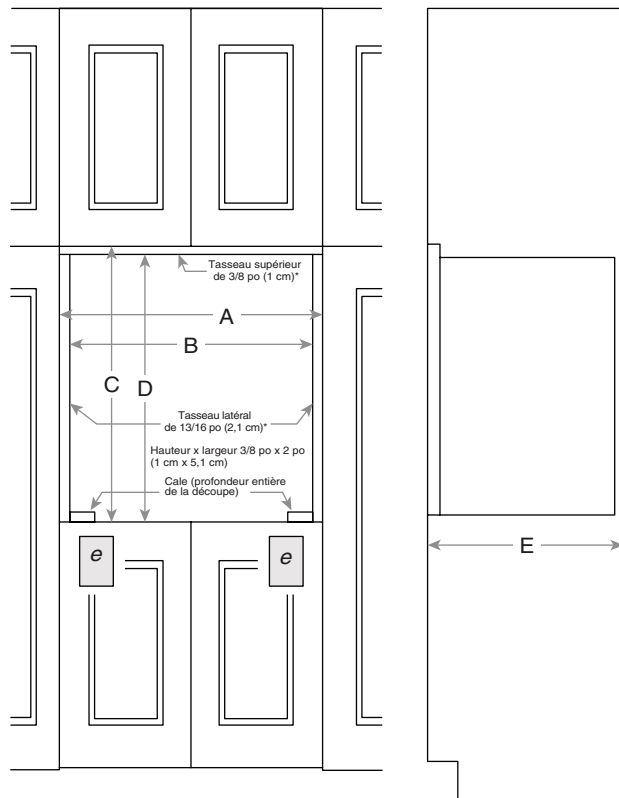 Tasseau supérieur
de 3/8 po (1 cm)*
A
B
C
D
Tasseau latéral
de 13/16 po (2,1 cm)*
Hauteur x largeur 3/8 po x 2 po
(1 cm x 5,1 cm)
Cale (profondeur entière
de la découpe)
e
e
E